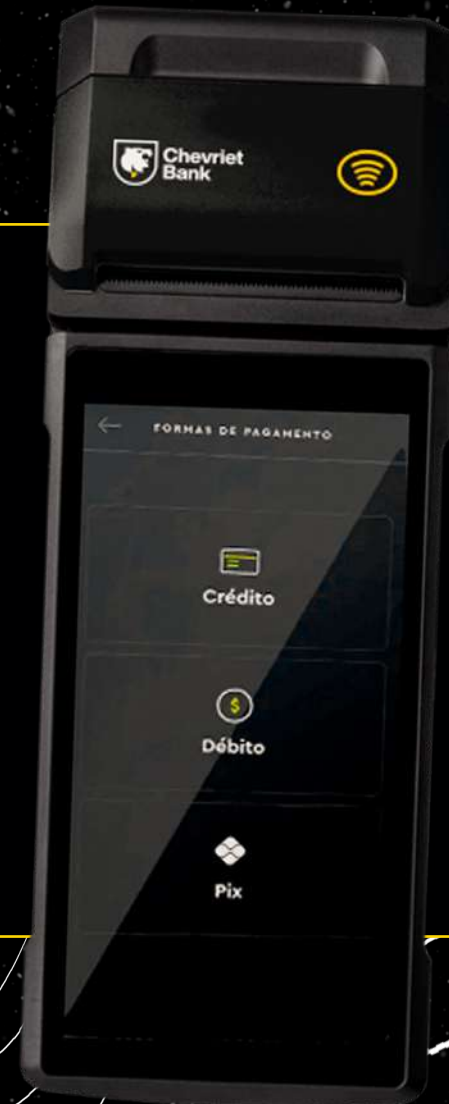 Chevriet
Bank
FORMAS DE PAGAMENTO
Crédito
$
Débito
Pix